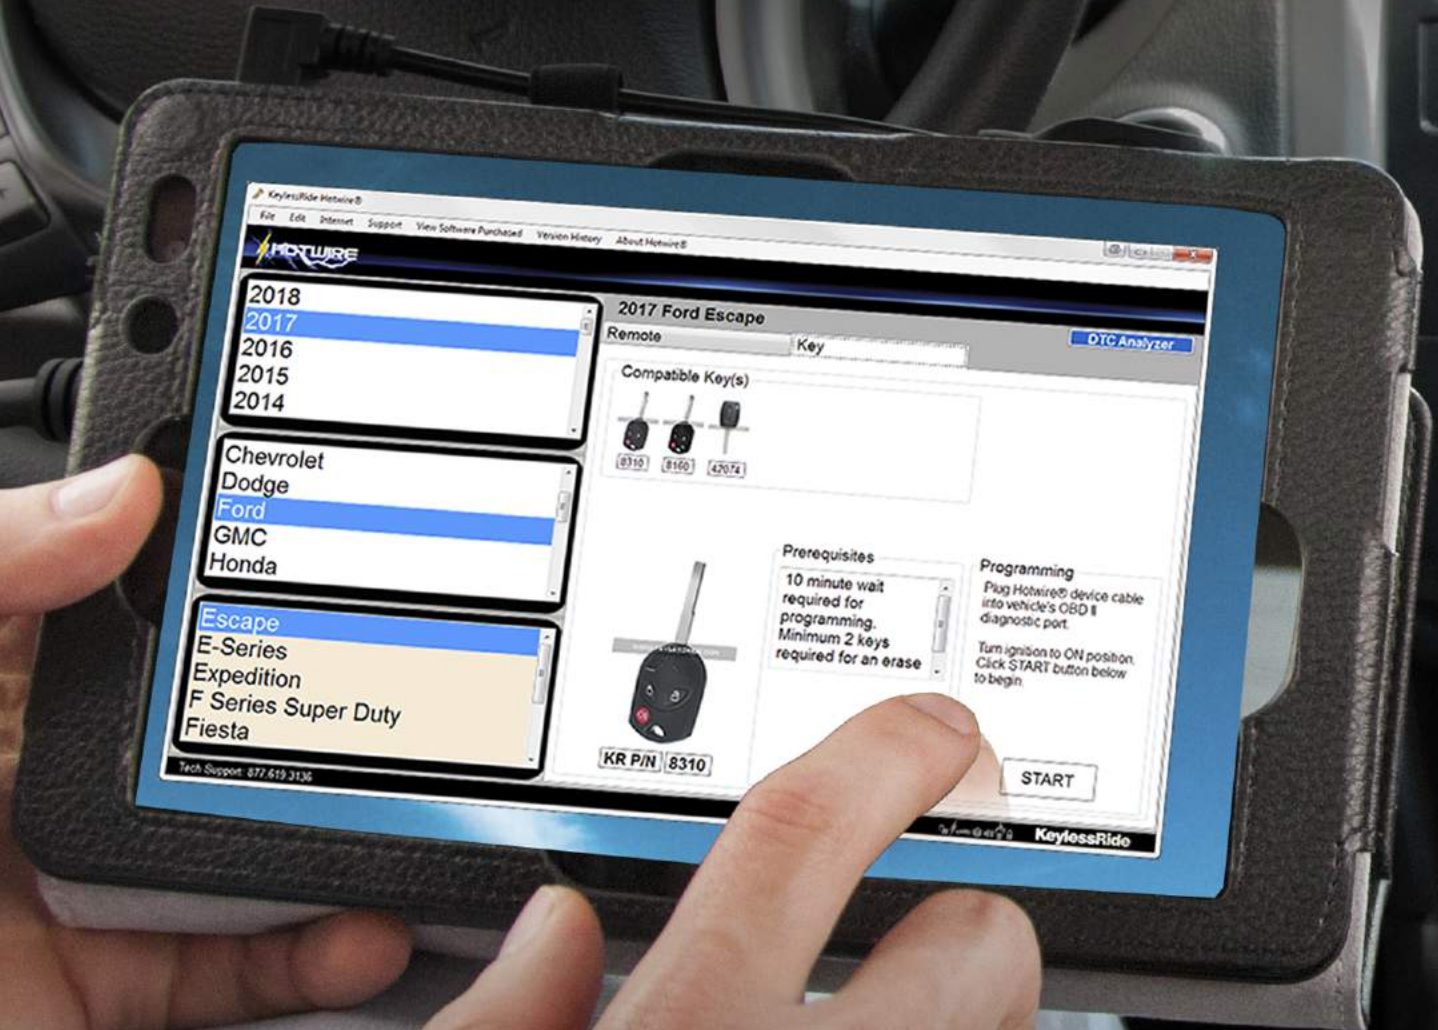 KeylessRide Hotwire®
File Edit Internet Support View Software Purchased Version History About Hotwire®
HOTWIRE
2018
2017
2016
2015
2014
Chevrolet
Dodge
Ford
GMC
Honda
Escape
E-Series
Expedition
F Series Super Duty
Fiesta
Tech Support: 877.619.3136
2017 Ford Escape
DTC Analyzer
Remote Key
Compatible Key(s)
8310 8160 42074
KR P/N 8310
Prerequisites
10 minute wait
required for
programming.
Minimum 2 keys
required for an erase
Programming
Plug Hotwire® device cable
into vehicle's OBD II
diagnostic port.
Turn ignition to ON position.
Click START button below
to begin.
START
KeylessRide